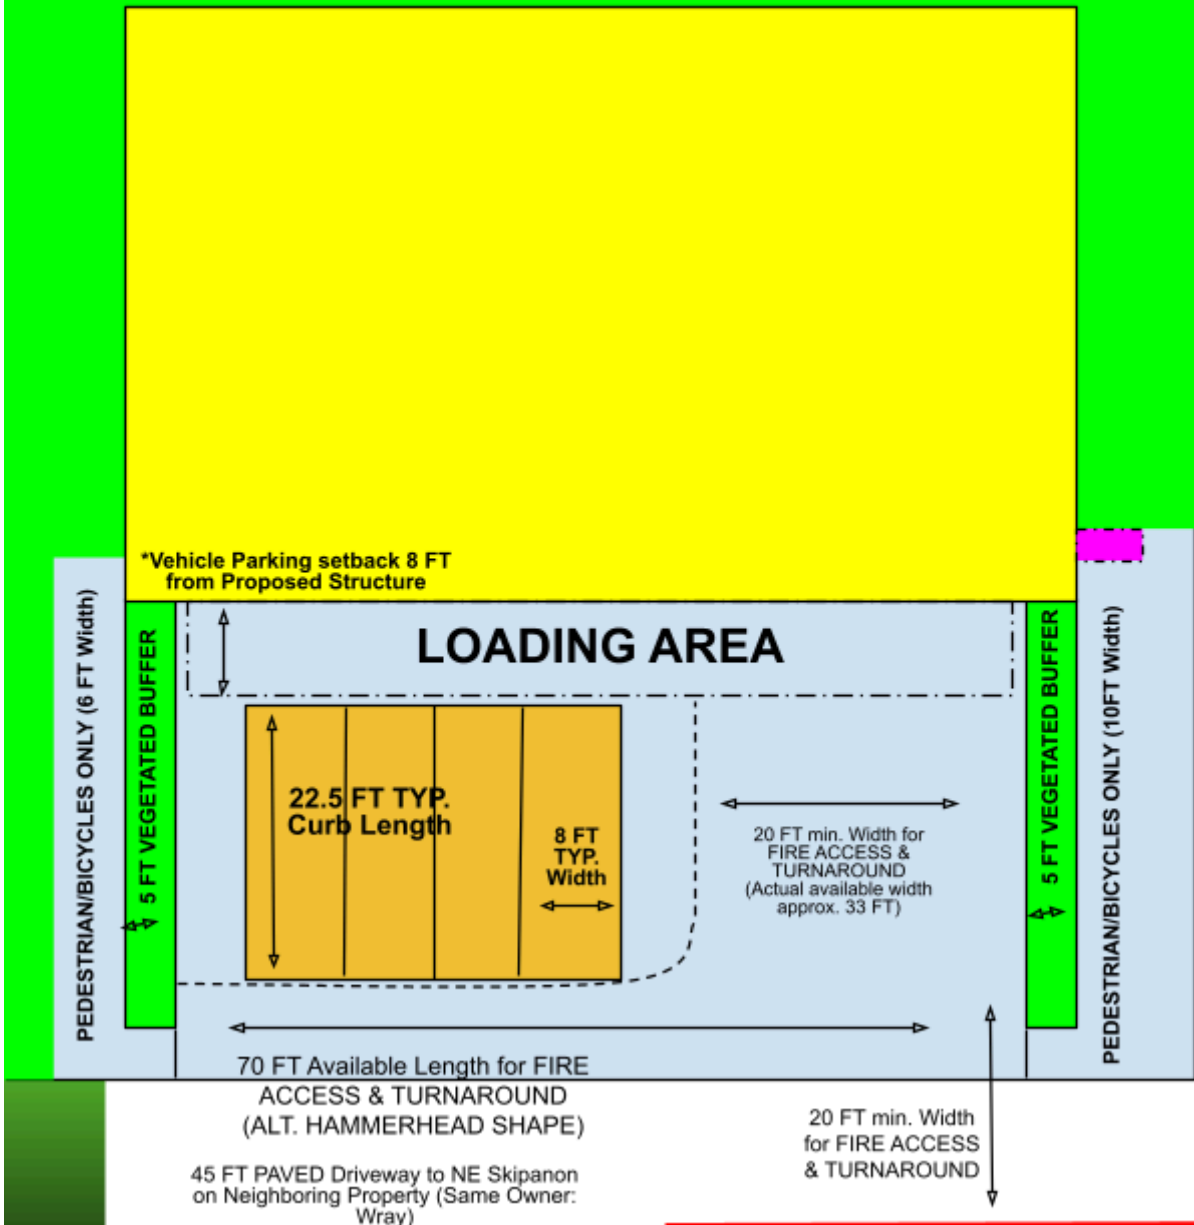 *Vehicle Parking setback 8 FT
from Proposed Structure
LOADING AREA
PEDESTRIAN/BICYCLES ONLY (6 FT Width)
5 FT VEGETATED BUFFER
22.5 FT TYP.
Curb Length
8 FT
TYP.
Width
20 FT min. Width for
FIRE ACCESS &
TURNAROUND
(Actual available width
approx. 33 FT)
5 FT VEGETATED BUFFER
PEDESTRIAN/BICYCLES ONLY (10FT Width)
70 FT Available Length for FIRE
ACCESS & TURNAROUND
(ALT. HAMMERHEAD SHAPE)
20 FT min. Width
for FIRE ACCESS
& TURNAROUND
45 FT PAVED Driveway to NE Skipanon
on Neighboring Property (Same Owner:
Wray)